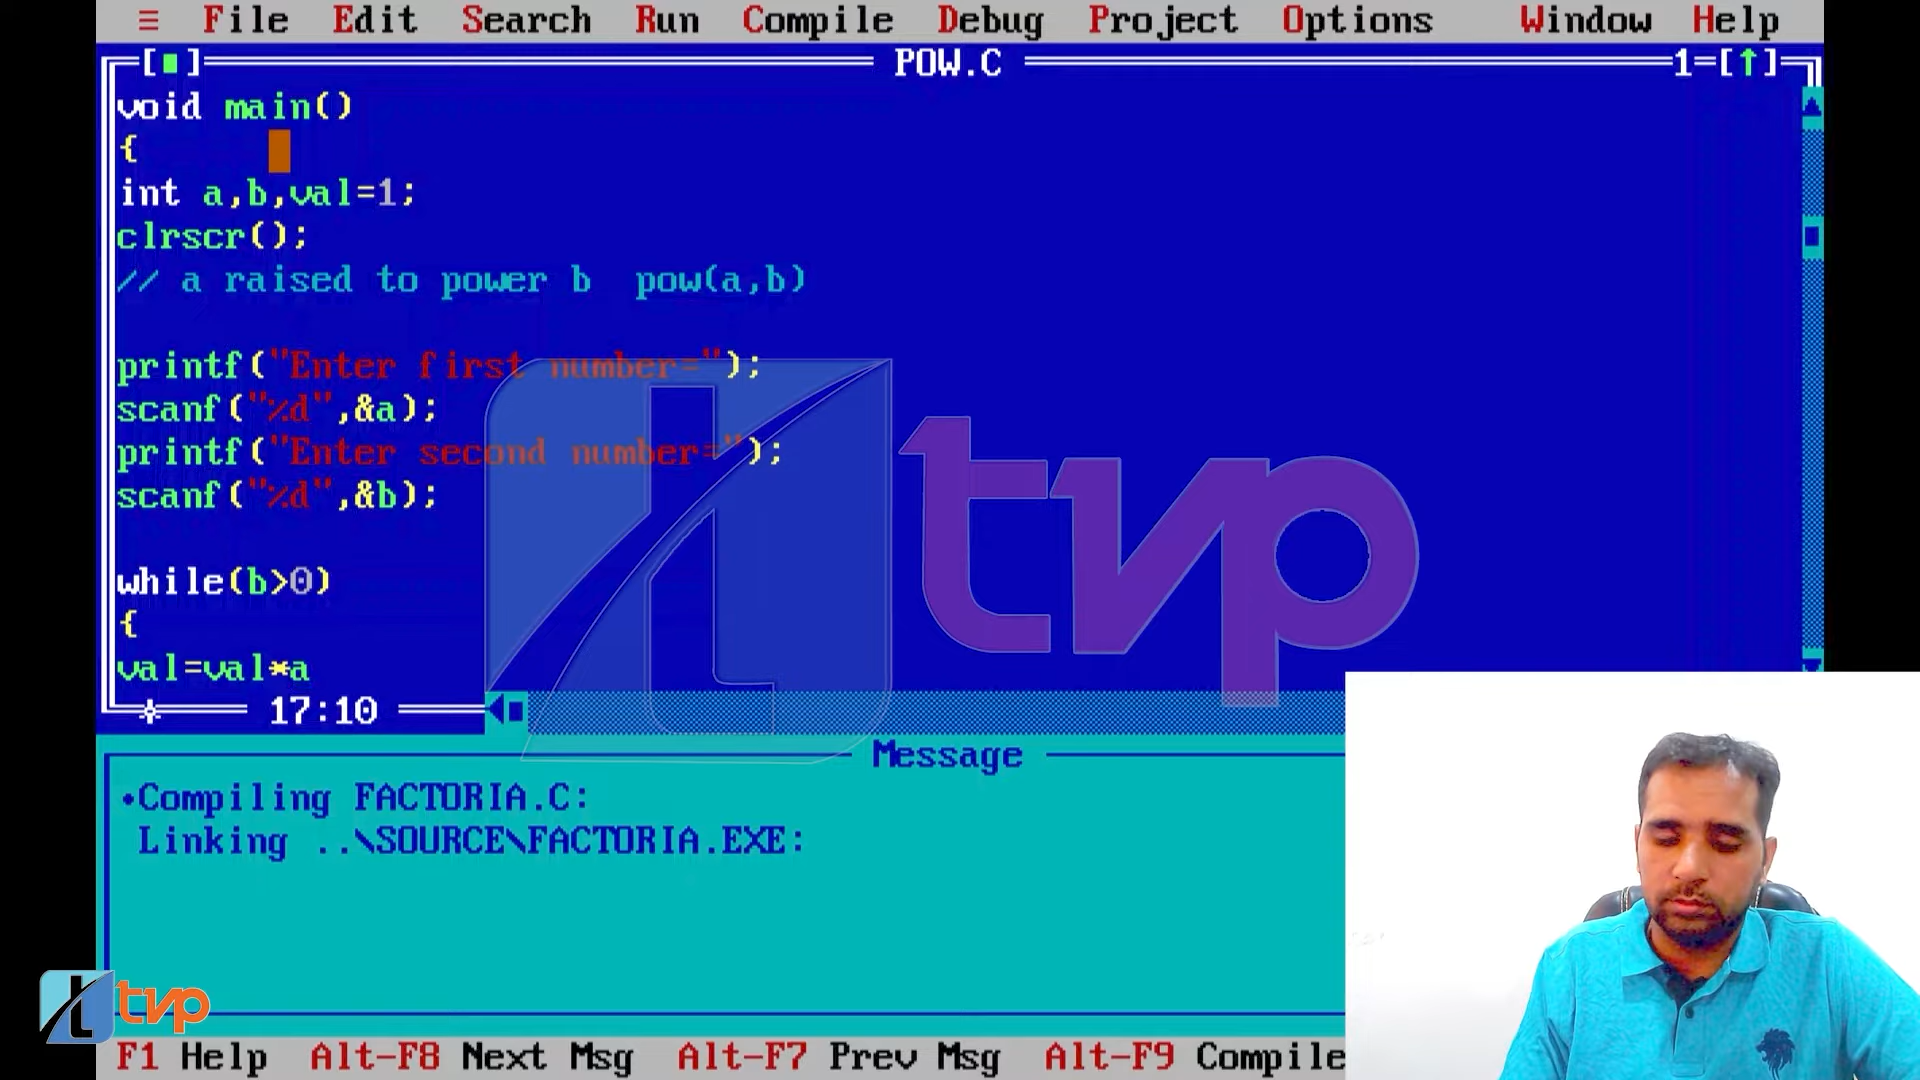 ≡ File Edit Search Run Compile Debug Project Options Window Help
[■] POW.C 1=[↑]
void main()
{
int a,b,val=1;
clrscr();
// a raised to power b pow(a,b)
printf("Enter first number=");
scanf("%d",&a);
printf("Enter second number=");
scanf("%d",&b);
while(b>0)
{
val=val*a
17:10
tvp
Message
•Compiling FACTORIA.C:
Linking ..\SOURCE\FACTORIA.EXE:
tvp
F1 Help Alt-F8 Next Msg Alt-F7 Prev Msg Alt-F9 Compile